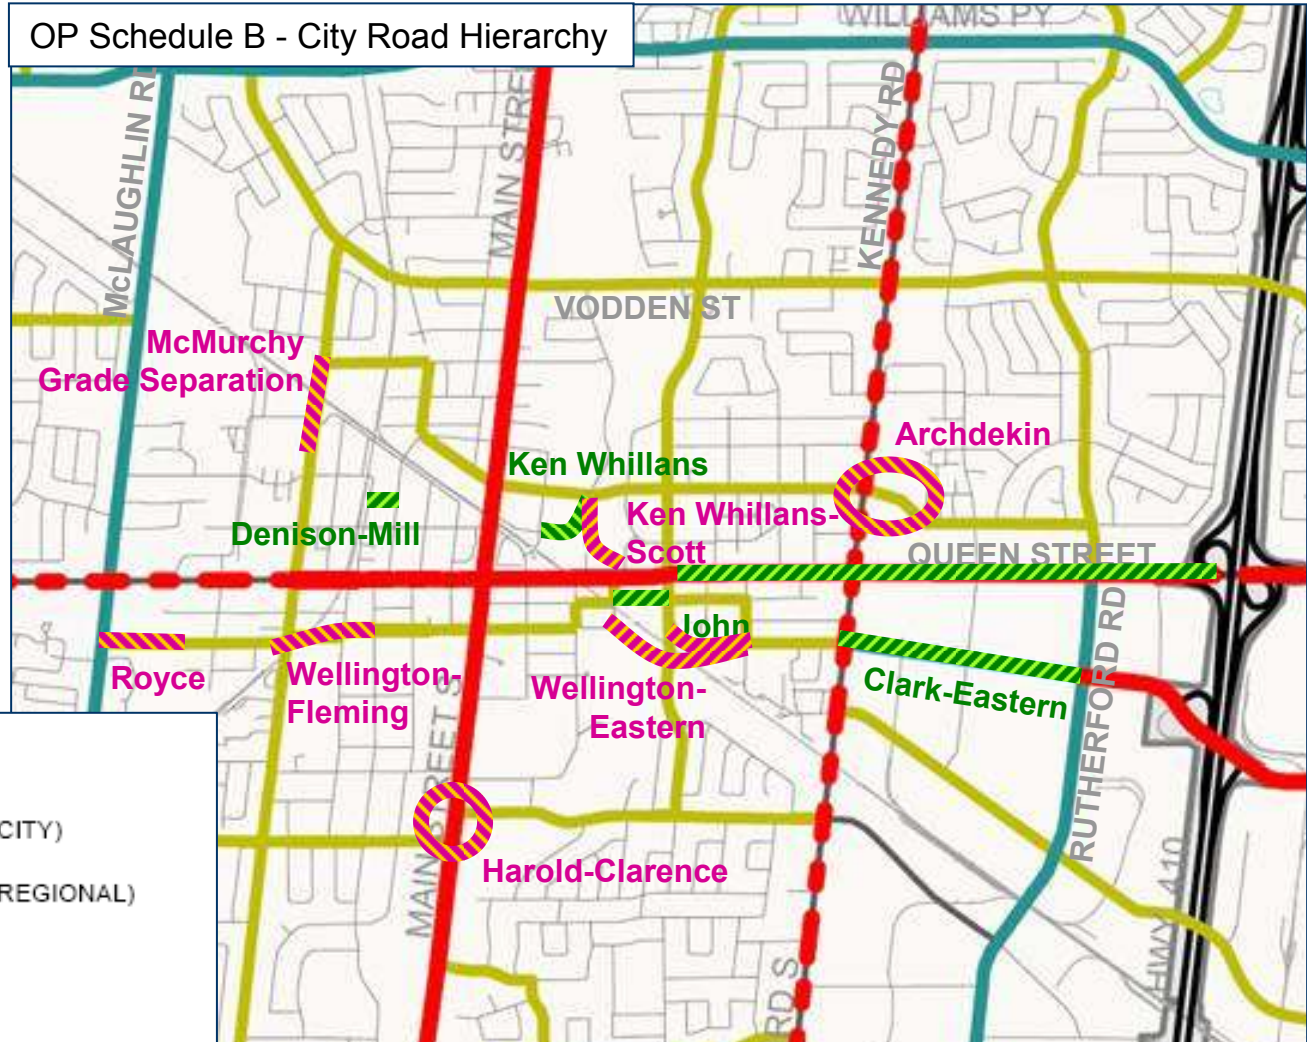 OP Schedule B - City Road Hierarchy
WILLIAMS PY
McLAUGHLIN RD
MAIN STREE
KENNEDY RD
VODDEN ST
McMurchy
Grade Separation
Archdekin
Ken Whillans
Ken Whillans-
Scott
Denison-Mill
QUEEN STREET
John
Royce
Wellington-
Fleming
Wellington-
Eastern
Clark-Eastern
RUTHERFORD RD
MAIN STREET S
Harold-Clarence
CITY)
REGIONAL)
HWY 410
RD S